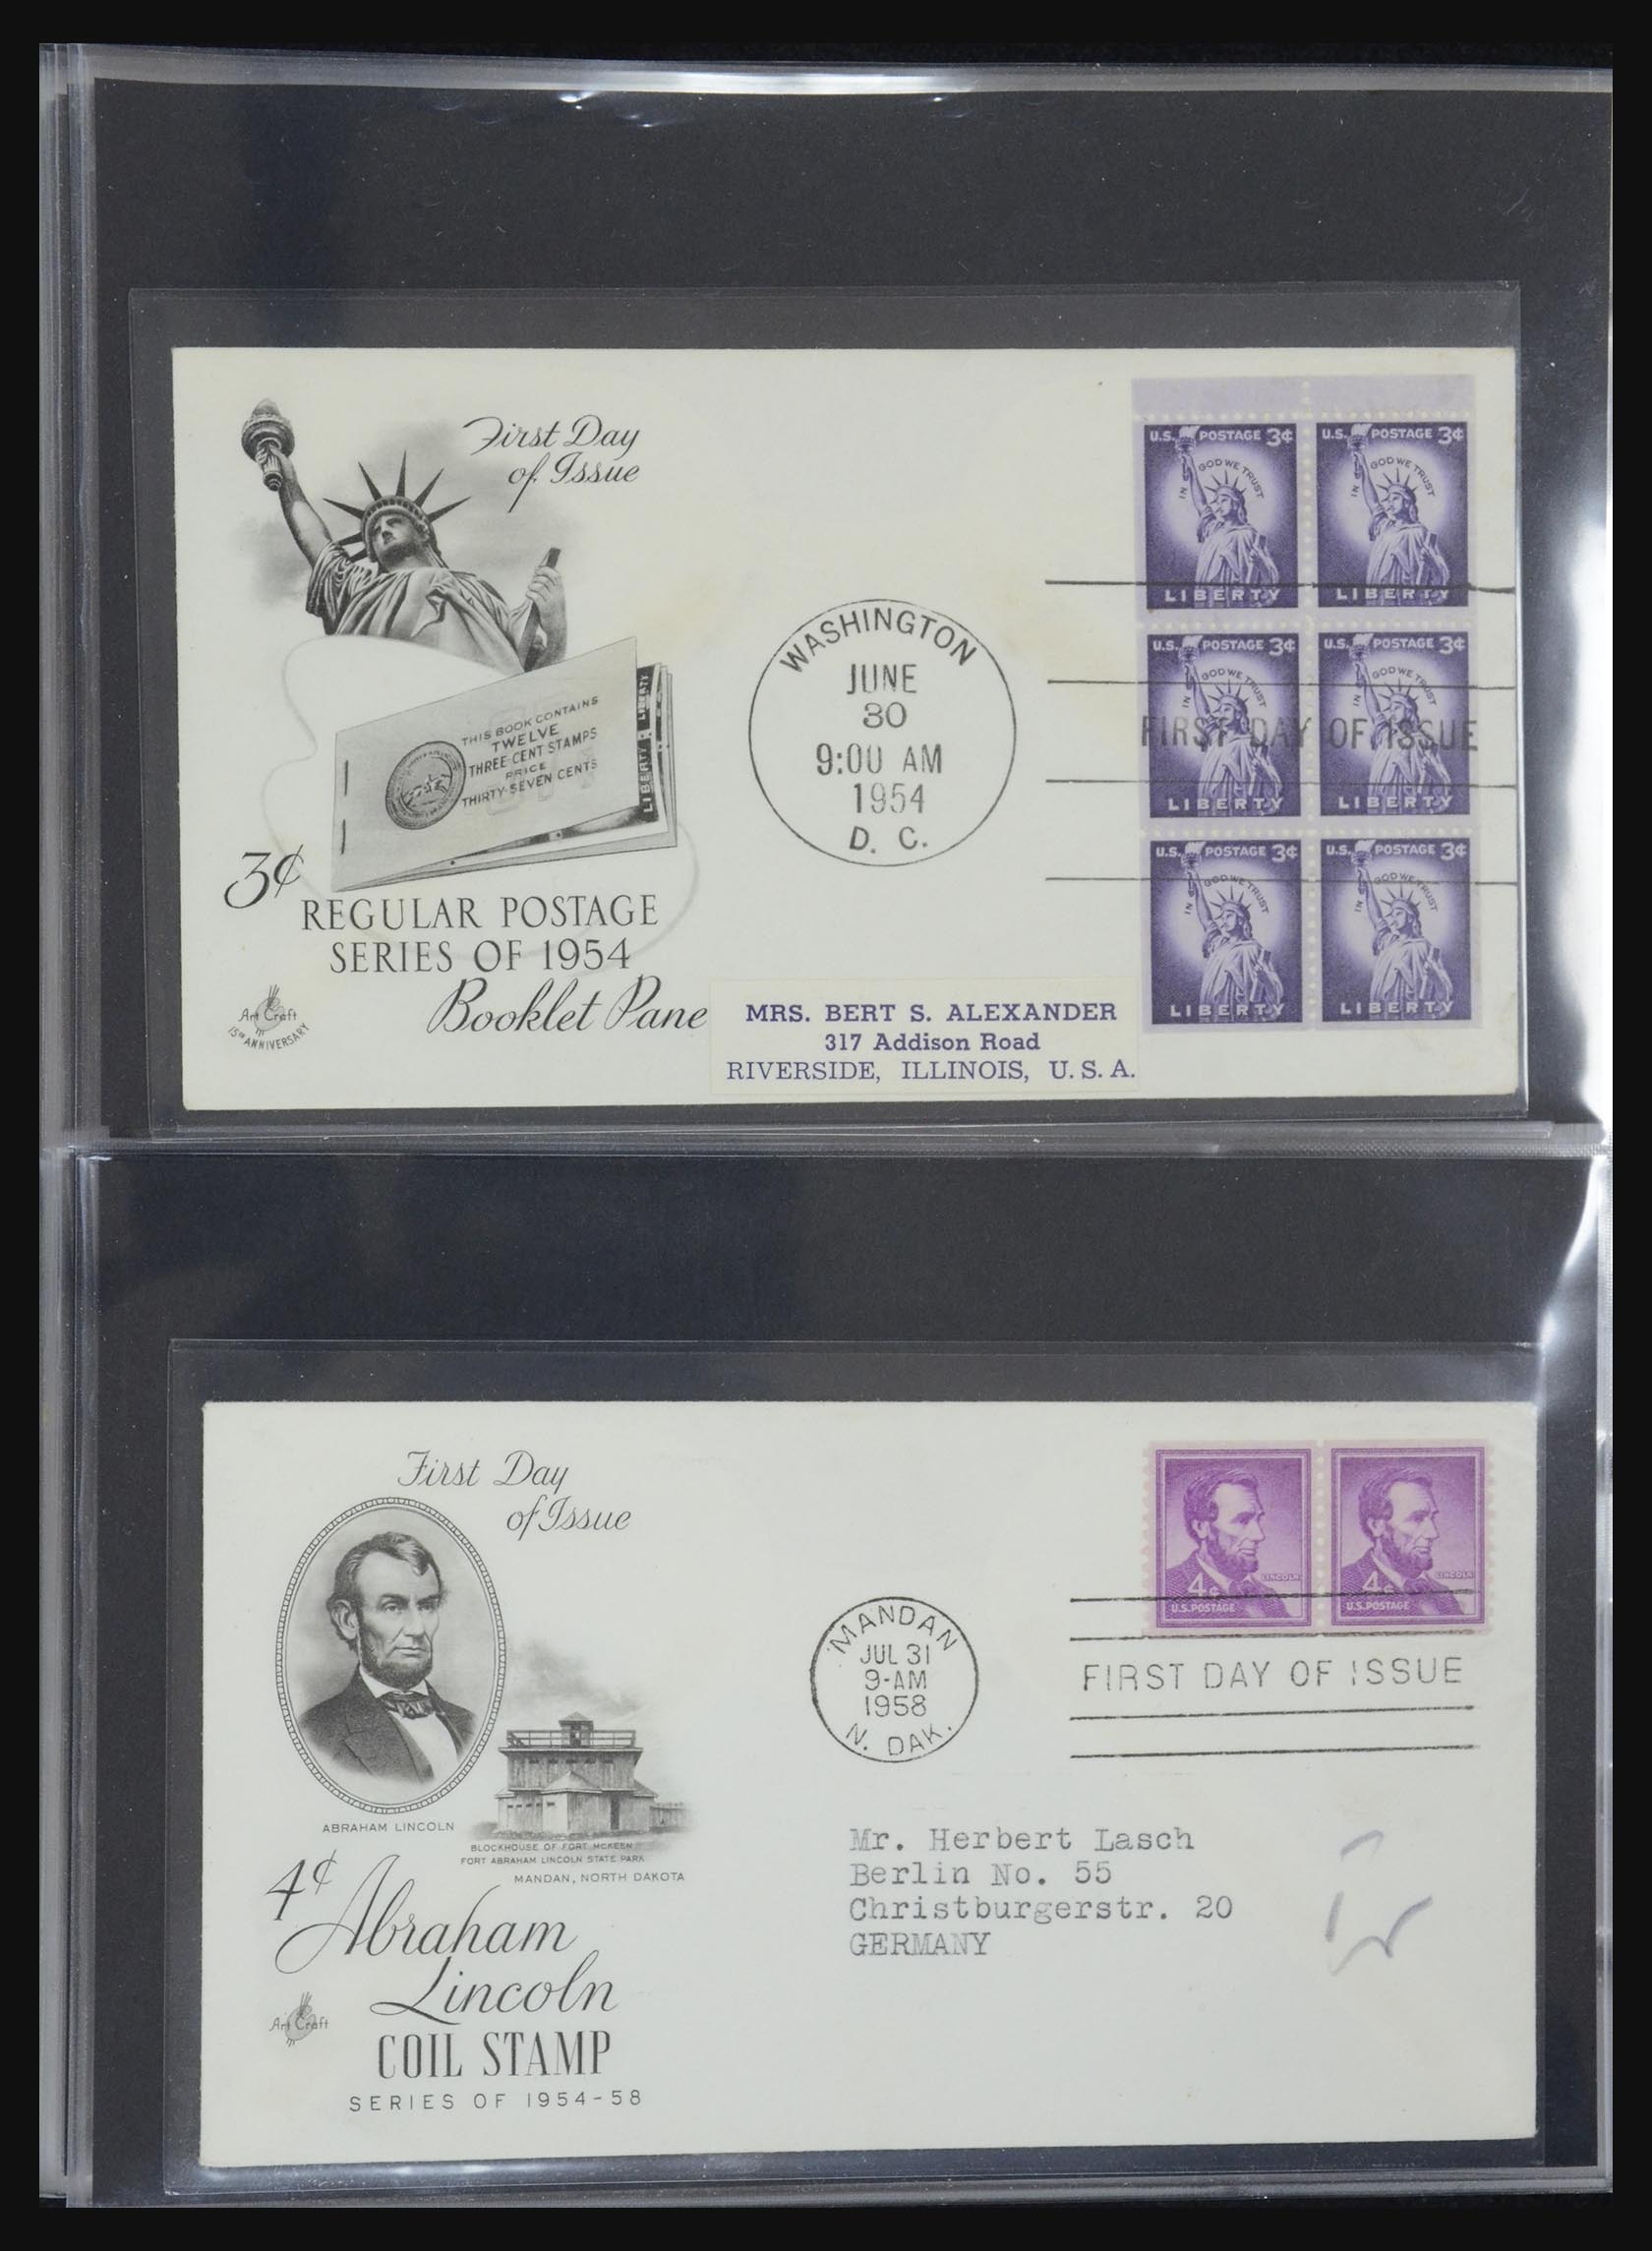 First Day
of Issue
THIS BOOK CONTAINS
TWELVE
THREE-CENT STAMPS
PRICE
THIRTY-SEVEN CENTS
LIBERTY LIBERTY
3¢
REGULAR POSTAGE
SERIES OF 1954
Booklet Pane
Art Craft
15TH ANNIVERSARY
WASHINGTON
JUNE
30
9:00 AM
1954
D. C.
U.S. POSTAGE 3¢
IN GOD WE TRUST
LIBERTY
U.S. POSTAGE 3¢
IN GOD WE TRUST
LIBERTY
U.S. POSTAGE 3¢
IN GOD WE TRUST
LIBERTY
U.S. POSTAGE 3¢
IN GOD WE TRUST
LIBERTY
FIRST DAY OF ISSUE
U.S. POSTAGE 3¢
IN GOD WE TRUST
LIBERTY
U.S. POSTAGE 3¢
IN GOD WE TRUST
LIBERTY
MRS. BERT S. ALEXANDER
317 Addison Road
RIVERSIDE, ILLINOIS, U. S. A.
First Day
of Issue
ABRAHAM LINCOLN
BLOCKHOUSE OF FORT MCKEEN
FORT ABRAHAM LINCOLN STATE PARK
MANDAN, NORTH DAKOTA
4¢
Abraham
Lincoln
COIL STAMP
SERIES OF 1954-58
Art Craft
MANDAN
JUL 31
9-AM
1958
N. DAK.
4¢ LINCOLN
U.S. POSTAGE
4¢ LINCOLN
U.S. POSTAGE
FIRST DAY OF ISSUE
Mr. Herbert Lasch
Berlin No. 55
Christburgerstr. 20
GERMANY